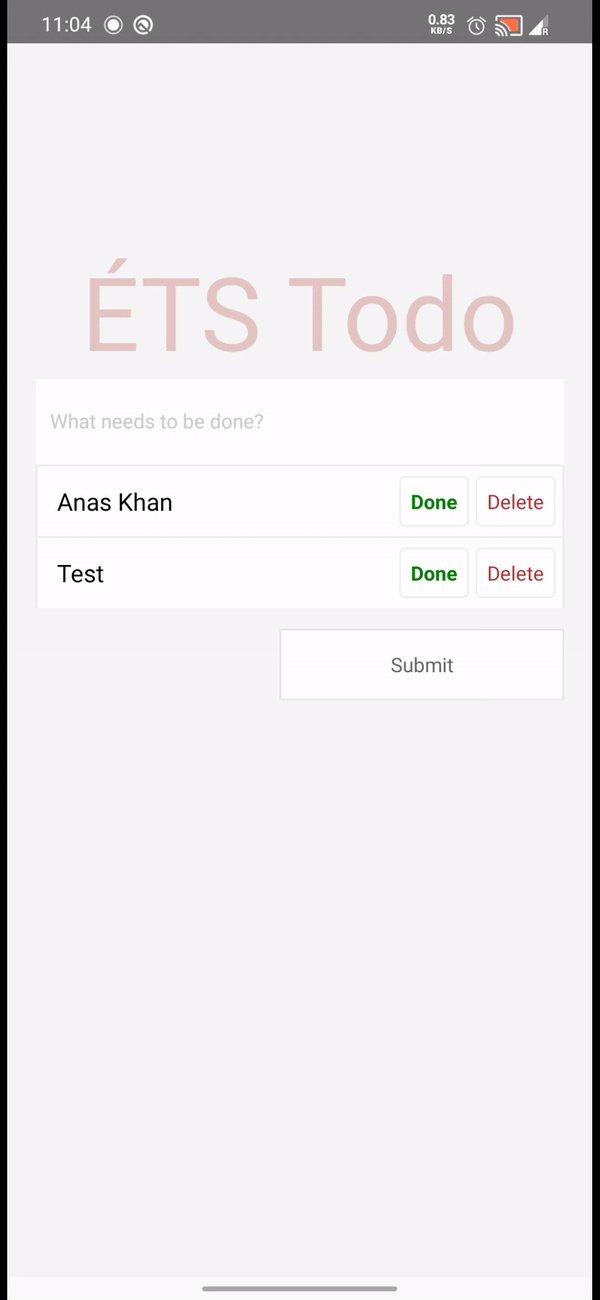 11:04 0.83 KB/S R
ÉTS Todo
What needs to be done?
Anas Khan Done Delete
Test Done Delete
Submit